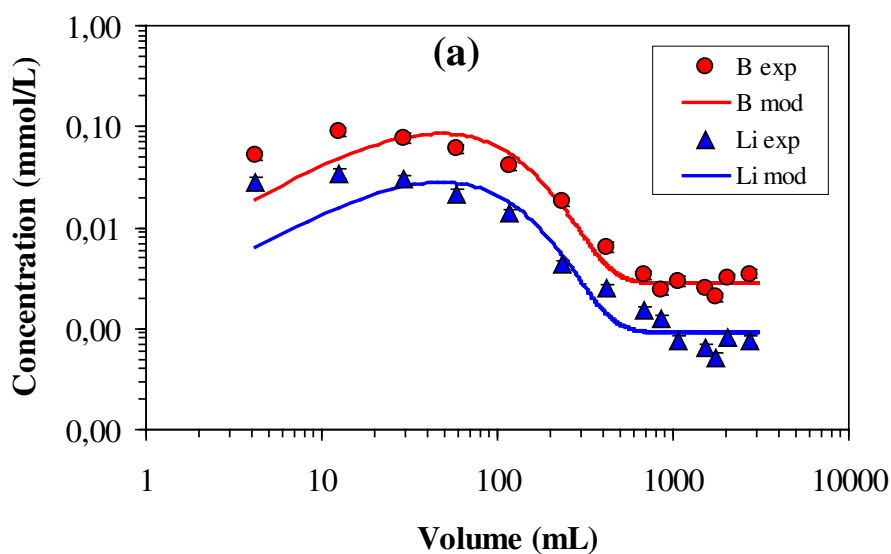 (a)
B exp
B mod
Li exp
Li mod
1,00
0,10
0,01
0,00
0,00
Concentration (mmol/L)
1 10 100 1000 10000
Volume (mL)